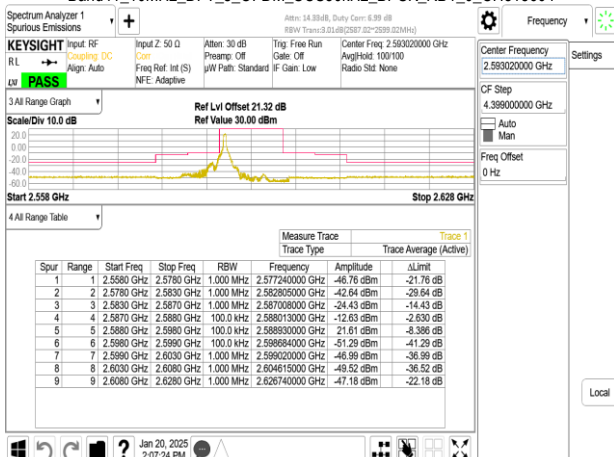 Spectrum Analyzer 1
Spurious Emissions
Attn: 14.33dB, Duty Corr: 6.99 dB
RBW Trans:3.01dB(2587.02~2599.02MHz)
Frequency
KEYSIGHT
Input: RF
Coupling: DC
Align: Auto
Input Z: 50 Ω
Corr
Freq Ref: Int (S)
NFE: Adaptive
Atten: 30 dB
Preamp: Off
µW Path: Standard
Trig: Free Run
Gate: Off
IF Gain: Low
Center Freq: 2.593020000 GHz
Avg|Hold: 100/100
Radio Std: None
RL
LXI
PASS
Center Frequency
2.593020000 GHz
Settings
CF Step
4.399000000 GHz
Auto
Man
Freq Offset
0 Hz
3 All Range Graph
Scale/Div 10.0 dB
Ref Lvl Offset 21.32 dB
Ref Value 30.00 dBm
20.0
0.00
-20.0
-40.0
-60.0
Start 2.558 GHz
Stop 2.628 GHz
4 All Range Table
Measure Trace Trace 1
Trace Type Trace Average (Active)
Spur Range Start Freq Stop Freq RBW Frequency Amplitude ΔLimit
1 1 2.5580 GHz 2.5780 GHz 1.000 MHz 2.577240000 GHz -46.76 dBm -21.76 dB
2 2 2.5780 GHz 2.5830 GHz 1.000 MHz 2.582805000 GHz -42.64 dBm -29.64 dB
3 3 2.5830 GHz 2.5870 GHz 1.000 MHz 2.587008000 GHz -24.43 dBm -14.43 dB
4 4 2.5870 GHz 2.5880 GHz 100.0 kHz 2.588013000 GHz -12.63 dBm -2.630 dB
5 5 2.5880 GHz 2.5980 GHz 100.0 kHz 2.588930000 GHz 21.61 dBm -8.386 dB
6 6 2.5980 GHz 2.5990 GHz 100.0 kHz 2.598684000 GHz -51.29 dBm -41.29 dB
7 7 2.5990 GHz 2.6030 GHz 1.000 MHz 2.599020000 GHz -46.99 dBm -36.99 dB
8 8 2.6030 GHz 2.6080 GHz 1.000 MHz 2.604615000 GHz -49.52 dBm -36.52 dB
9 9 2.6080 GHz 2.6280 GHz 1.000 MHz 2.626740000 GHz -47.18 dBm -22.18 dB
Local
Jan 20, 2025
2:07:24 PM